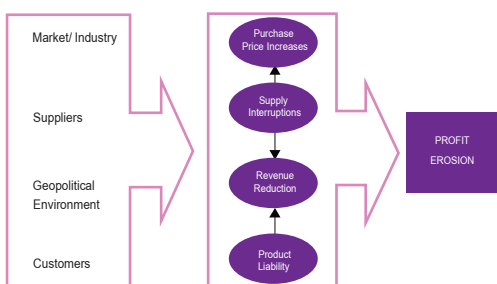 Market/ Industry
Suppliers
Geopolitical
Environment
Customers
Purchase
Price Increases
Supply
Interruptions
Revenue
Reduction
Product
Liability
PROFIT
EROSION